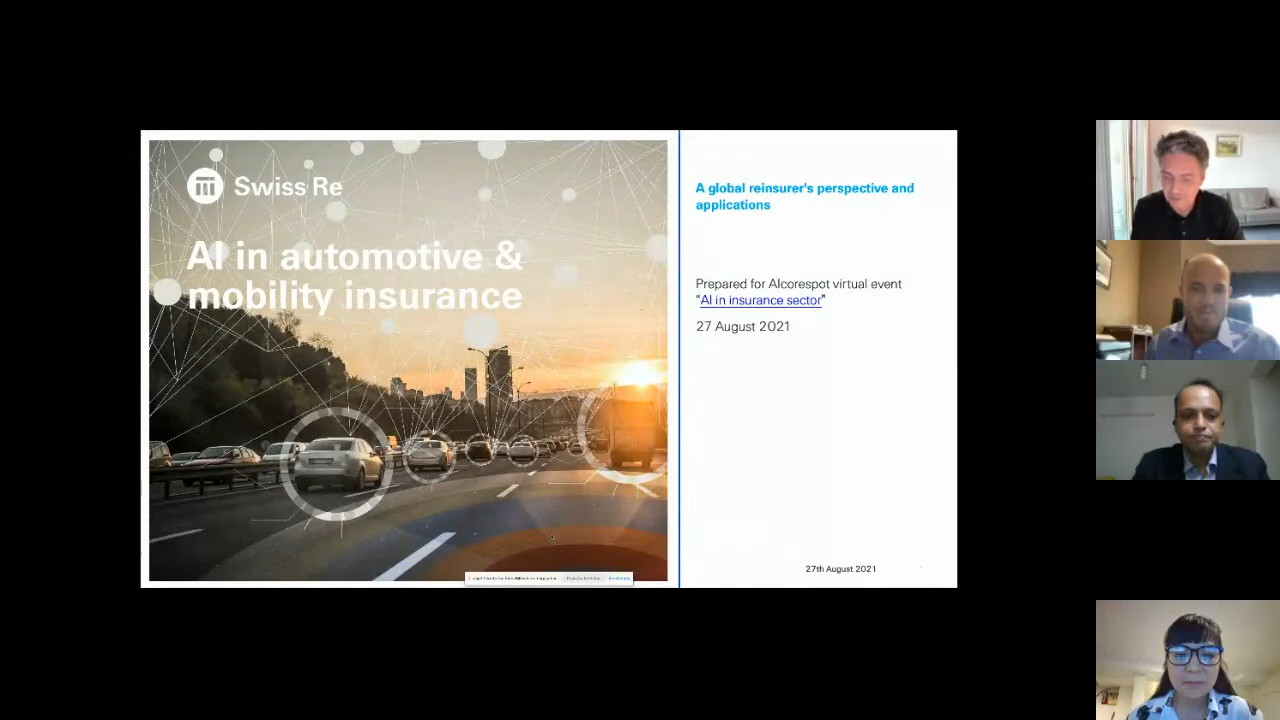 Swiss Re
AI in automotive &
mobility insurance
A global reinsurer's perspective and
applications
Prepared for Alcorespot virtual event
“AI in insurance sector”
27 August 2021
27th August 2021